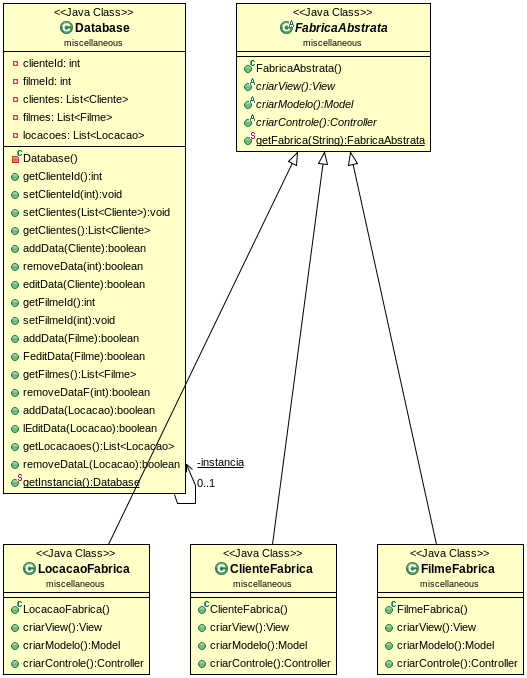 <<Java Class>>
Database
miscellaneous
clienteId: int
filmeId: int
clientes: List<Cliente>
filmes: List<Filme>
locacoes: List<Locacao>
Database()
getClienteId():int
setClienteId(int):void
setClientes(List<Cliente>):void
getClientes():List<Cliente>
addData(Cliente):boolean
removeData(int):boolean
editData(Cliente):boolean
getFilmeId():int
setFilmeId(int):void
addData(Filme):boolean
FeditData(Filme):boolean
getFilmes():List<Filme>
removeDataF(int):boolean
addData(Locacao):boolean
lEditData(Locacao):boolean
getLocacaoes():List<Locacao>
removeDataL(Locacao):boolean
getInstancia():Database
-instancia
0..1
<<Java Class>>
FabricaAbstrata
miscellaneous
FabricaAbstrata()
criarView():View
criarModelo():Model
criarControle():Controller
getFabrica(String):FabricaAbstrata
<<Java Class>>
LocacaoFabrica
miscellaneous
LocacaoFabrica()
criarView():View
criarModelo():Model
criarControle():Controller
<<Java Class>>
ClienteFabrica
miscellaneous
ClienteFabrica()
criarView():View
criarModelo():Model
criarControle():Controller
<<Java Class>>
FilmeFabrica
miscellaneous
FilmeFabrica()
criarView():View
criarModelo():Model
criarControle():Controller